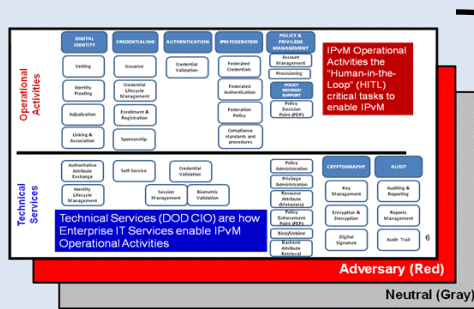 DIGITAL
IDENTITY
CREDENTIALING
AUTHENTICATION
IPM FEDERATION
POLICY &
PRIVILEGE
MANAGEMENT
Operational
Activities
Vetting
Identity
Proofing
Adjudication
Linking &
Association
Issuance
Credential
Lifecycle
Management
Enrollment &
Registration
Sponsorship
Credential
Validation
Federated
Credentials
Federated
Authentication
Federation
Policy
Compliance
standards and
procedures
Account
Management
Provisioning
POLICY
DECISION
SUPPORT
Policy
Decision
Point (PDP)
IPvM Operational
Activities the
"Human-in-the-
Loop" (HITL)
critical tasks to
enable IPvM
Technical
Services
Authoritative
Attribute
Exchange
Identity
Lifecycle
Management
Self-Service
Credential
Validation
Session
Management
Biometric
Validation
Policy
Administration
Privilege
Administration
Resource
Attribute
Policy
Enforcement
Point (PEP)
Bind/Unbind
Backend
Attribute
Retrieval
CRYPTOGRAPHY
Key
Management
Encryption &
Decryption
Digital
Signature
AUDIT
Auditing &
Reporting
Reports
Management
Audit Trail
Technical Services (DOD CIO) are how
Enterprise IT Services enable IPvM
Operational Activities
6
Adversary (Red)
Neutral (Gray)